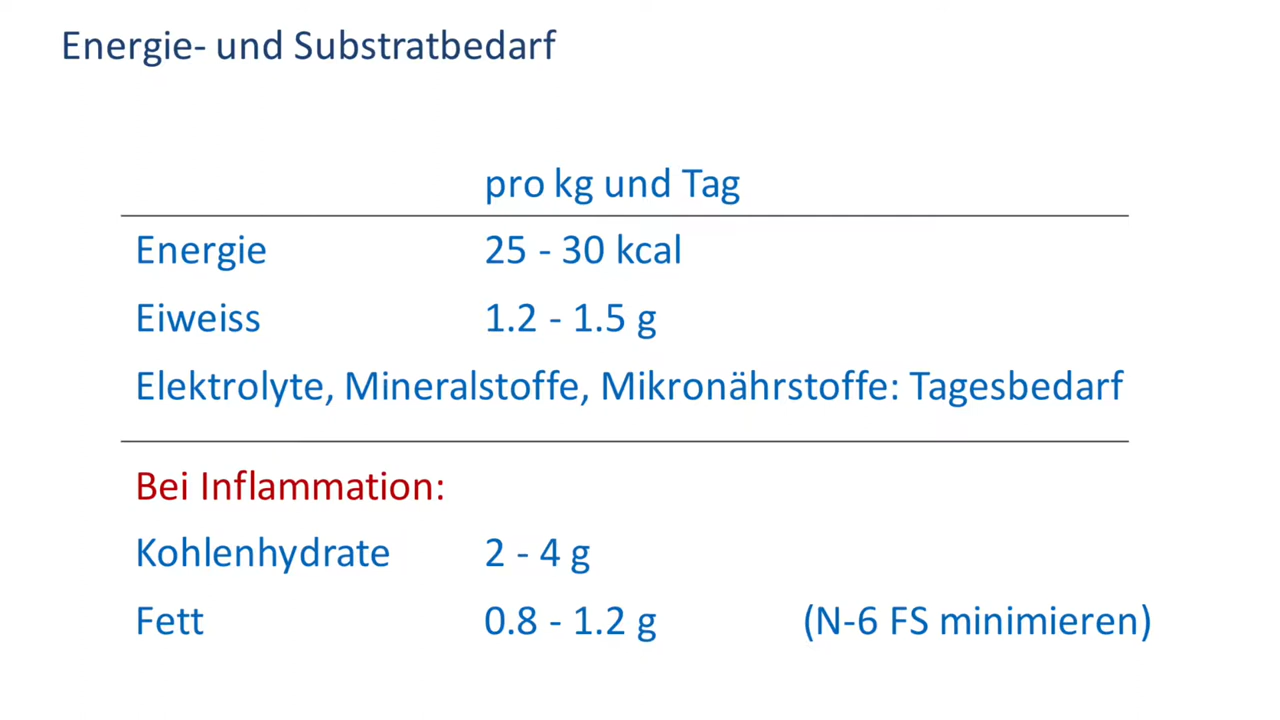 Energie- und Substratbedarf
pro kg und Tag
Energie 25 - 30 kcal
Eiweiss 1.2 - 1.5 g
Elektrolyte, Mineralstoffe, Mikronährstoffe: Tagesbedarf
Bei Inflammation:
Kohlenhydrate 2 - 4 g
Fett 0.8 - 1.2 g (N-6 FS minimieren)